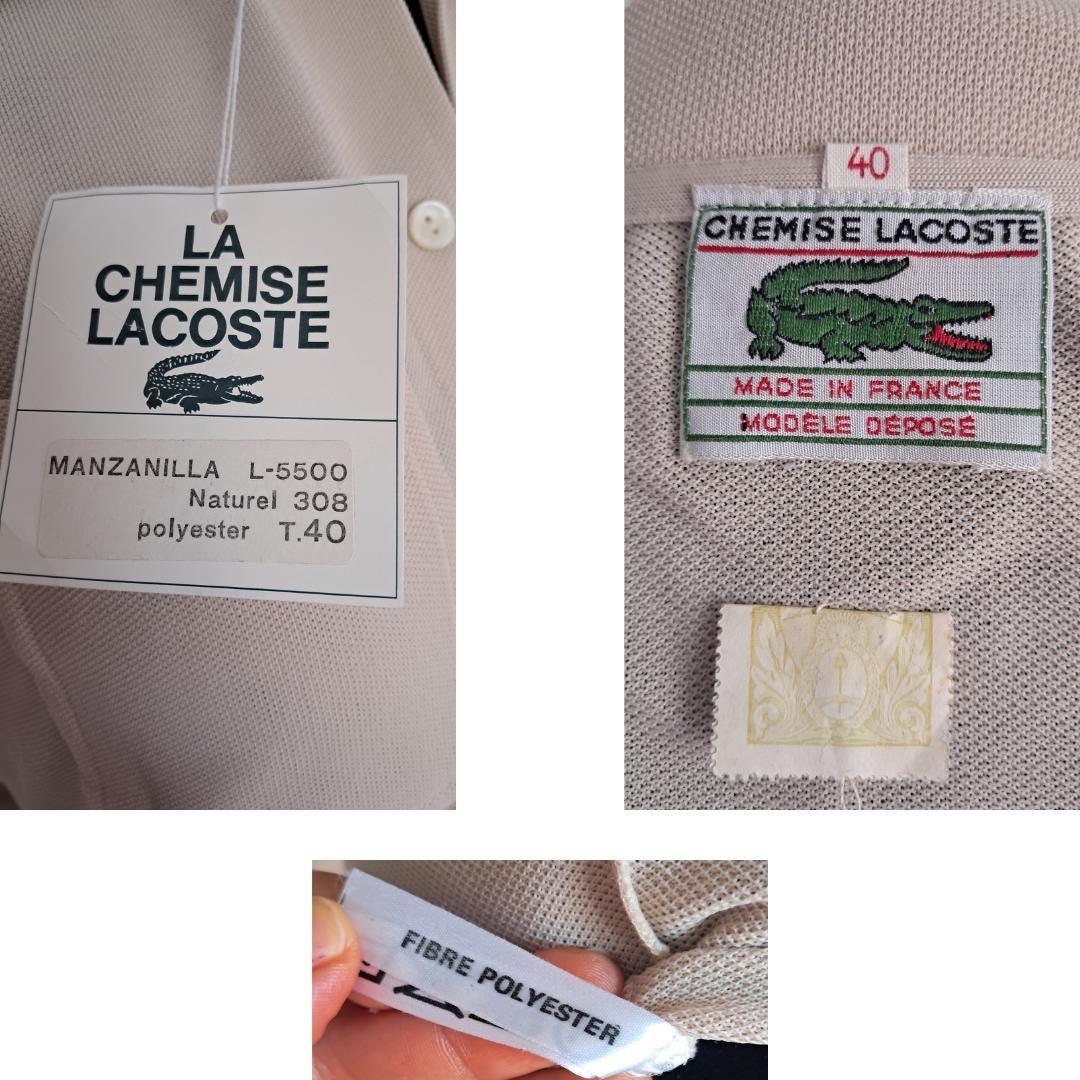 LA
CHEMISE
LACOSTE
MANZANILLA L-5500
Naturel 308
polyester T.40
40
CHEMISE LACOSTE
MADE IN FRANCE
MODÈLE DÉPOSÉ
FIBRE POLYESTER